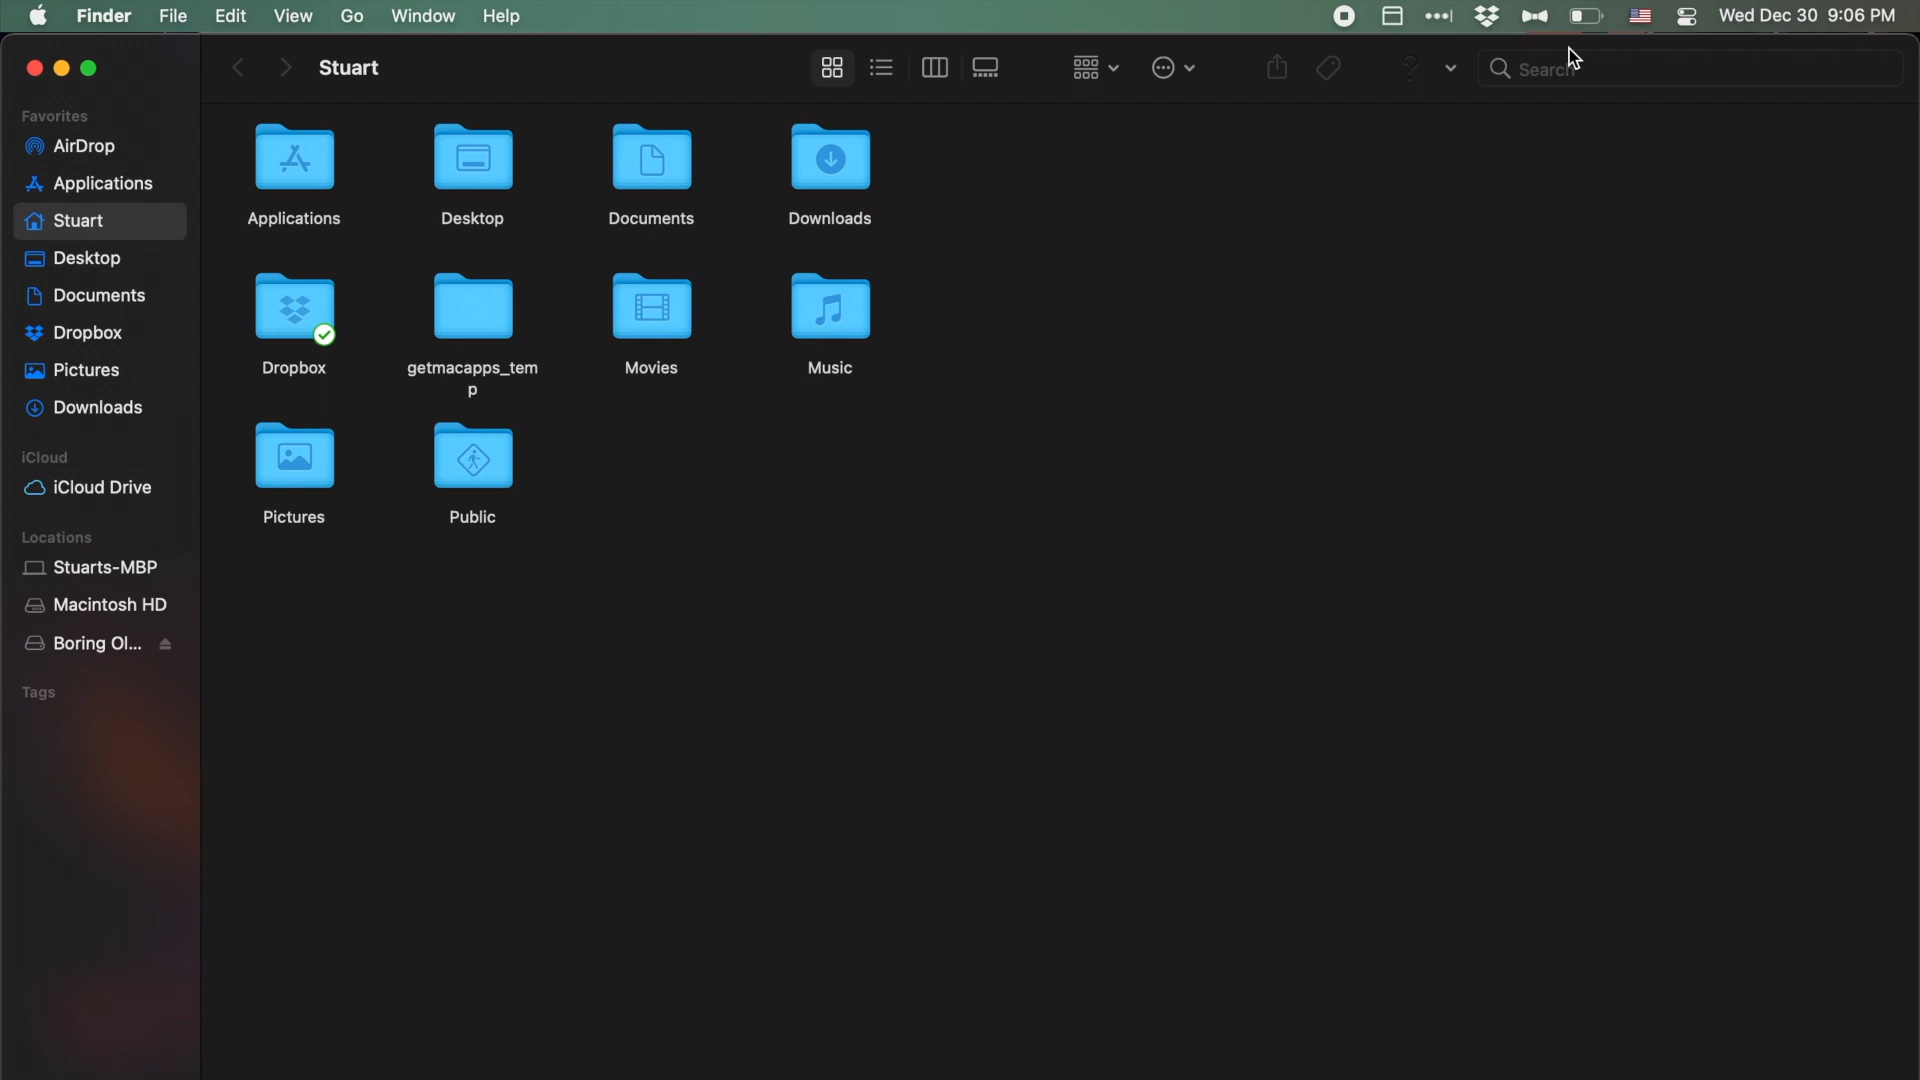 Finder File Edit View Go Window Help Wed Dec 30 9:06 PM
Stuart Search
Favorites
AirDrop
Applications
Stuart
Desktop
Documents
Dropbox
Pictures
Downloads
iCloud
iCloud Drive
Locations
Stuarts-MBP
Macintosh HD
Boring Ol...
Tags
Applications Desktop Documents Downloads
Dropbox getmacapps_tem Movies Music
p
Pictures Public